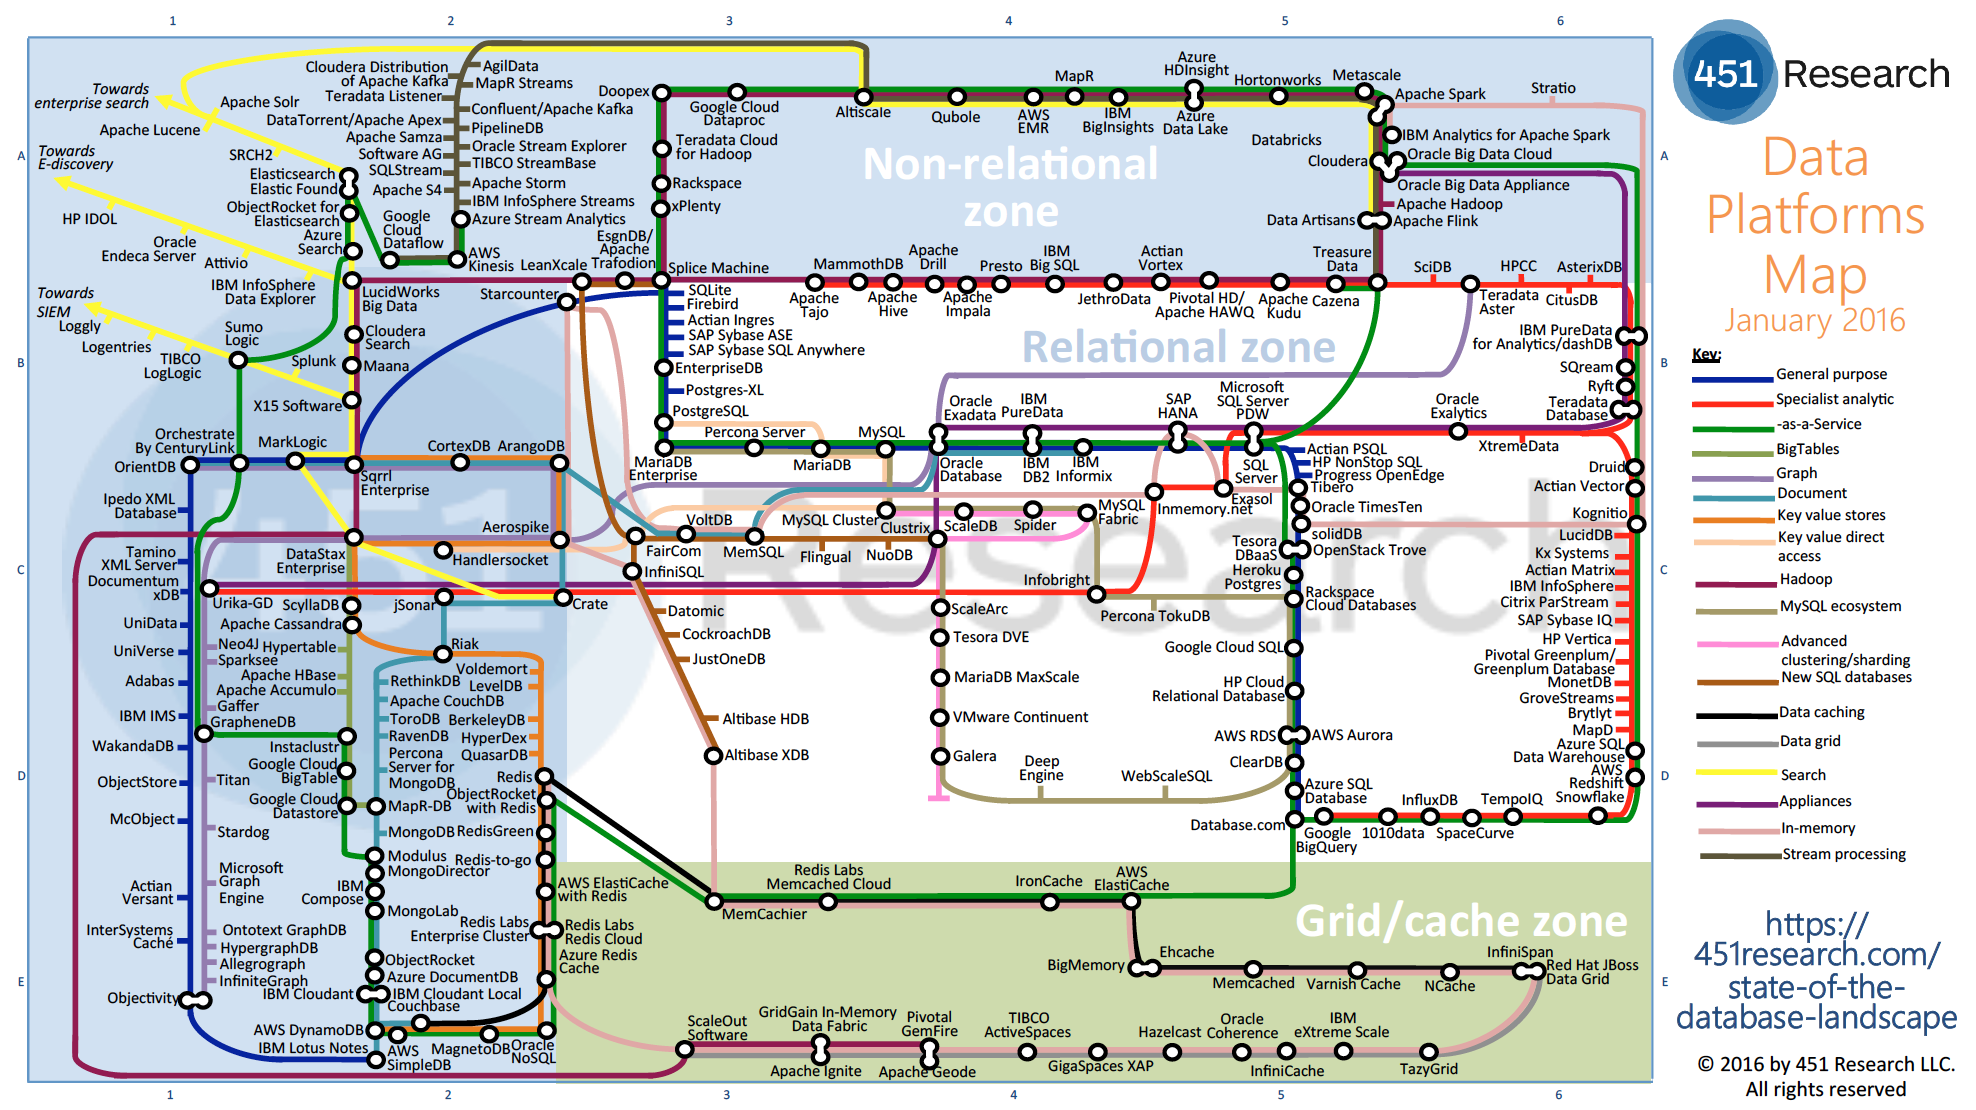 1 2 3 4 5 6
A
B
C
D
E
Non-relational
zone
Relational zone
Grid/cache zone
451 Research
Towards
enterprise search
Apache Solr
Apache Lucene
SRCH2
Towards
E-discovery
HP IDOL
Oracle
Endeca Server
Attivio
IBM InfoSphere
Data Explorer
Towards
SIEM
Loggly
Logentries
TIBCO
LogLogic
Sumo
Logic
Splunk
X15 Software
Elasticsearch
Elastic Found
ObjectRocket for
Elasticsearch
Azure
Search
LucidWorks
Big Data
Cloudera
Search
Maana
Cloudera Distribution
of Apache Kafka
Teradata Listener
DataTorrent/Apache Apex
Apache Samza
Software AG
SQLStream
Apache S4
Google
Cloud
Dataflow
AgilData
MapR Streams
Confluent/Apache Kafka
PipelineDB
Oracle Stream Explorer
TIBCO StreamBase
Apache Storm
IBM InfoSphere Streams
Azure Stream Analytics
AWS
Kinesis
EsgnDB/
Apache
Trafodion
LeanXcale
Starcounter
Splice Machine
Doopex
Google Cloud
Dataproc
Teradata Cloud
for Hadoop
Rackspace
xPlenty
Altiscale
Qubole
AWS
EMR
MapR
IBM
BigInsights
Azure
HDInsight
Azure
Data Lake
Hortonworks
Metascale
Apache Spark
Stratio
Databricks
IBM Analytics for Apache Spark
Cloudera
Oracle Big Data Cloud
Oracle Big Data Appliance
Apache Hadoop
Data Artisans
Apache Flink
Treasure
Data
SciDB
HPCC
AsterixDB
CitusDB
Teradata
Aster
Cazena
Apache
Kudu
Pivotal HD/
Apache HAWQ
Actian
Vortex
JethroData
IBM
Big SQL
Presto
Apache
Impala
Apache
Drill
Apache
Hive
MammothDB
Apache
Tajo
SQLite
Firebird
Actian Ingres
SAP Sybase ASE
SAP Sybase SQL Anywhere
EnterpriseDB
Postgres-XL
PostgreSQL
Percona Server
MariaDB
Enterprise
MariaDB
MySQL
Oracle
Exadata
IBM
PureData
Oracle
Database
IBM
DB2
IBM
Informix
SAP
HANA
Microsoft
SQL Server
PDW
SQL
Server
Oracle
Exalytics
XtremeData
IBM PureData
for Analytics/dashDB
SQream
Ryft
Teradata
Database
Druid
Actian Vector
Kognitio
LucidDB
Kx Systems
Actian Matrix
IBM InfoSphere
Citrix ParStream
SAP Sybase IQ
HP Vertica
Pivotal Greenplum/
Greenplum Database
MonetDB
GroveStreams
Brytlyt
MapD
Azure SQL
Data Warehouse
AWS
Redshift
Snowflake
Actian PSQL
HP NonStop SQL
Progress OpenEdge
Tibero
Oracle TimesTen
solidDB
Tesora
DBaaS
OpenStack Trove
Heroku
Postgres
Rackspace
Cloud Databases
Google Cloud SQL
HP Cloud
Relational Database
AWS RDS
AWS Aurora
ClearDB
Azure SQL
Database
Database.com
Google
BigQuery
1010data
InfluxDB
SpaceCurve
TempoIQ
Inmemory.net
Exasol
Orchestrate
By CenturyLink
OrientDB
MarkLogic
CortexDB
ArangoDB
Sqrrl
Enterprise
Ipedo XML
Database
Tamino
XML Server
Documentum
xDB
UniData
UniVerse
Adabas
IBM IMS
WakandaDB
ObjectStore
McObject
Actian
Versant
InterSystems
Caché
Objectivity
DataStax
Enterprise
Aerospike
Handlersocket
Urika-GD
ScyllaDB
Apache Cassandra
jSonar
Crate
Riak
Neo4J
Sparksee
Hypertable
Apache HBase
Apache Accumulo
Gaffer
GrapheneDB
Titan
Stardog
Microsoft
Graph
Engine
Ontotext GraphDB
HypergraphDB
Allegrograph
InfiniteGraph
Instaclustr
Google Cloud
BigTable
Google Cloud
Datastore
RethinkDB
Apache CouchDB
ToroDB
RavenDB
Percona
Server for
MongoDB
MapR-DB
MongoDB
Modulus
MongoDirector
IBM
Compose
MongoLab
ObjectRocket
Azure DocumentDB
IBM Cloudant
IBM Cloudant Local
Couchbase
AWS DynamoDB
IBM Lotus Notes
AWS
SimpleDB
MagnetoDB
Oracle
NoSQL
Voldemort
LevelDB
BerkeleyDB
HyperDex
QuasarDB
Redis
ObjectRocket
with Redis
RedisGreen
Redis-to-go
AWS ElastiCache
with Redis
Redis Labs
Enterprise Cluster
Redis Labs
Redis Cloud
Azure Redis
Cache
FairCom
InfiniSQL
VoltDB
MemSQL
Flingual
NuoDB
MySQL Cluster
Clustrix
ScaleDB
Spider
MySQL
Fabric
Infobright
Percona TokuDB
Datomic
CockroachDB
JustOneDB
Altibase HDB
Altibase XDB
ScaleArc
Tesora DVE
MariaDB MaxScale
VMware Continuent
Galera
Deep
Engine
WebScaleSQL
MemCachier
Redis Labs
Memcached Cloud
IronCache
AWS
ElastiCache
BigMemory
Ehcache
Memcached
Varnish Cache
NCache
InfiniSpan
Red Hat JBoss
Data Grid
ScaleOut
Software
GridGain In-Memory
Data Fabric
Apache Ignite
Pivotal
GemFire
Apache Geode
TIBCO
ActiveSpaces
GigaSpaces XAP
Hazelcast
Oracle
Coherence
InfiniCache
IBM
eXtreme Scale
TazyGrid
1 2 3 4 5 6
A
B
C
D
E
451 Research
Data
Platforms
Map
January 2016
Key:
General purpose
Specialist analytic
-as-a-Service
BigTables
Graph
Document
Key value stores
Key value direct
access
Hadoop
MySQL ecosystem
Advanced
clustering/sharding
New SQL databases
Data caching
Data grid
Search
Appliances
In-memory
Stream processing
https://
451research.com/
state-of-the-
database-landscape
© 2016 by 451 Research LLC.
All rights reserved